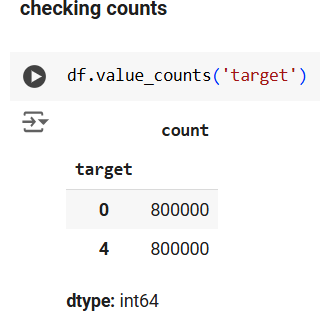 checking counts
df.value_counts('target')
count
target
0 800000
4 800000
dtype: int64